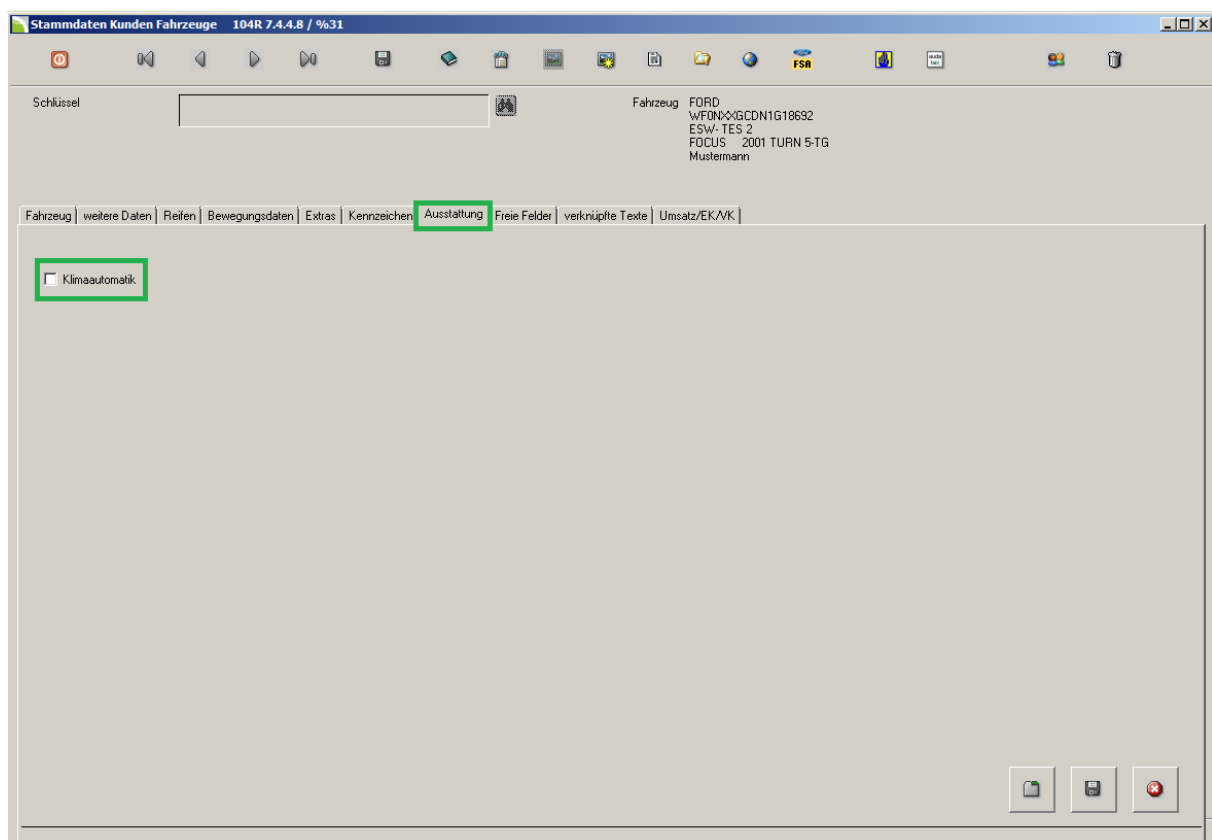 Stammdaten Kunden Fahrzeuge 104R 7.4.4.8 / %31
FSA
Schlüssel
Fahrzeug FORD
WF0NXXGCDN1G18692
ESW- TES 2
FOCUS 2001 TURN 5-TG
Mustermann
Fahrzeug weitere Daten Reifen Bewegungsdaten Extras Kennzeichen Ausstattung Freie Felder verknüpfte Texte Umsatz/EK/VK
Klimaautomatik